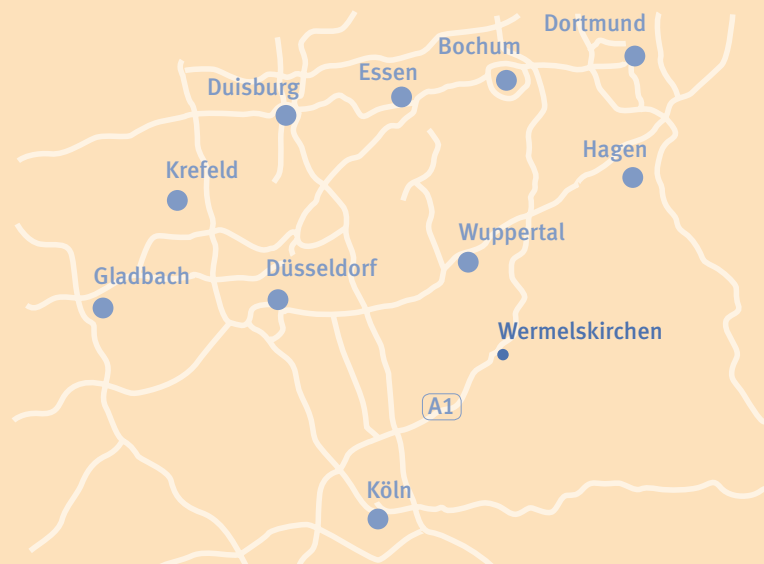 Dortmund
Bochum
Essen
Duisburg
Hagen
Krefeld
Wuppertal
Düsseldorf
Gladbach
Wermelskirchen
A1
Köln